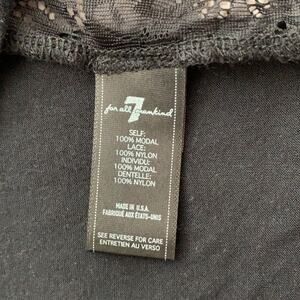 7
for all mankind
SELF:
100% MODAL
LACE:
100% NYLON
INDIVIDU:
100% MODAL
DENTELLE:
100% NYLON
MADE IN U.S.A.
FABRIQUÉ AUX ÉTATS-UNIS
SEE REVERSE FOR CARE
ENTRETIEN AU VERSO